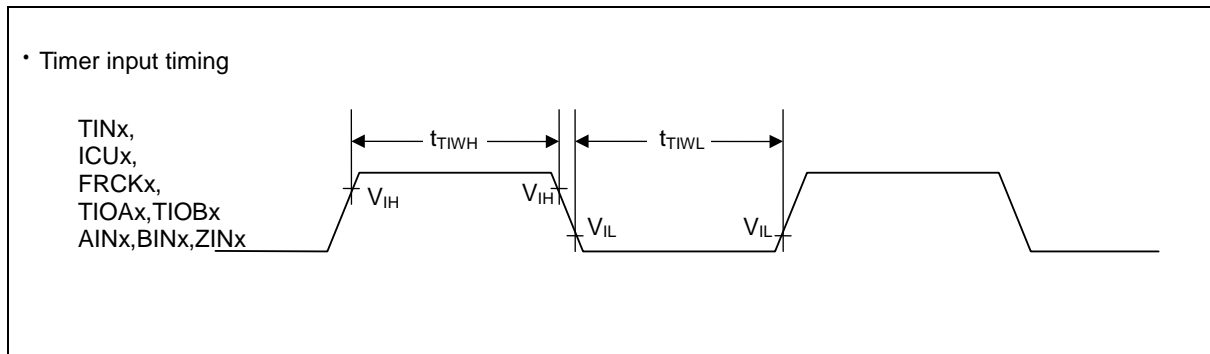 • Timer input timing
TINx,
ICUx,
FRCKx,
TIOAx,TIOBx
AINx,BINx,ZINx
tTIWH
tTIWL
VIH
VIH
VIL
VIL